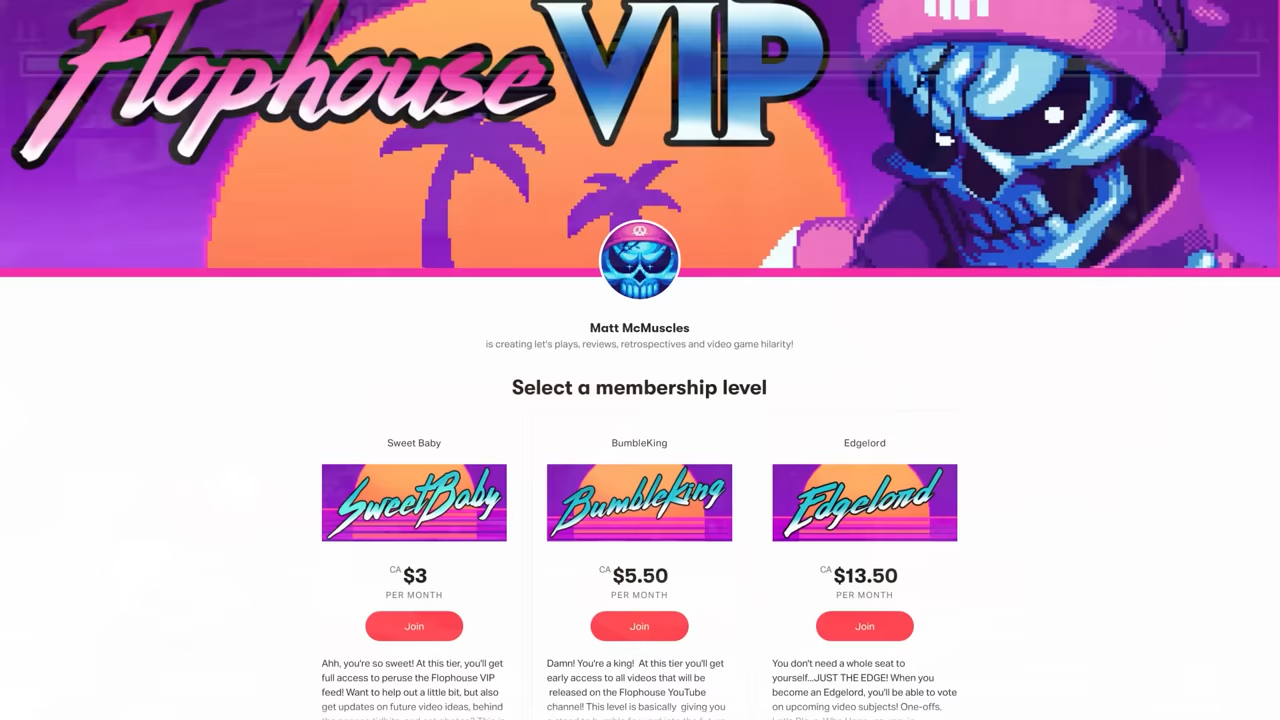 Flophouse VIP
Matt McMuscles
is creating let's plays, reviews, retrospectives and video game hilarity!
Select a membership level
Sweet Baby
BumbleKing
Edgelord
SweetBaby
BumbleKing
Edgelord
CA $3
CA $5.50
CA $13.50
PER MONTH
PER MONTH
PER MONTH
Join
Join
Join
Ahh, you're so sweet! At this tier, you'll get
full access to peruse the Flophouse VIP
feed! Want to help out a little bit, but also
get updates on future video ideas, behind
Damn! You're a king! At this tier you'll get
early access to all videos that will be
released on the Flophouse YouTube
channel! This level is basically giving you
You don't need a whole seat to
yourself...JUST THE EDGE! When you
become an Edgelord, you'll be able to vote
on upcoming video subjects! One-offs,